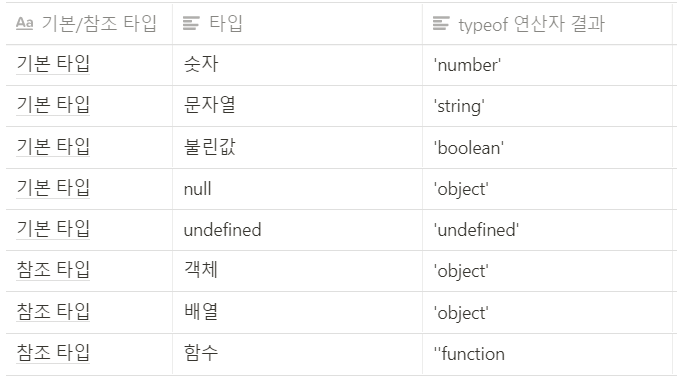 Aa 기본/참조 타입 타입 typeof 연산자 결과
기본 타입 숫자 'number'
기본 타입 문자열 'string'
기본 타입 불린값 'boolean'
기본 타입 null 'object'
기본 타입 undefined 'undefined'
참조 타입 객체 'object'
참조 타입 배열 'object'
참조 타입 함수 ''function